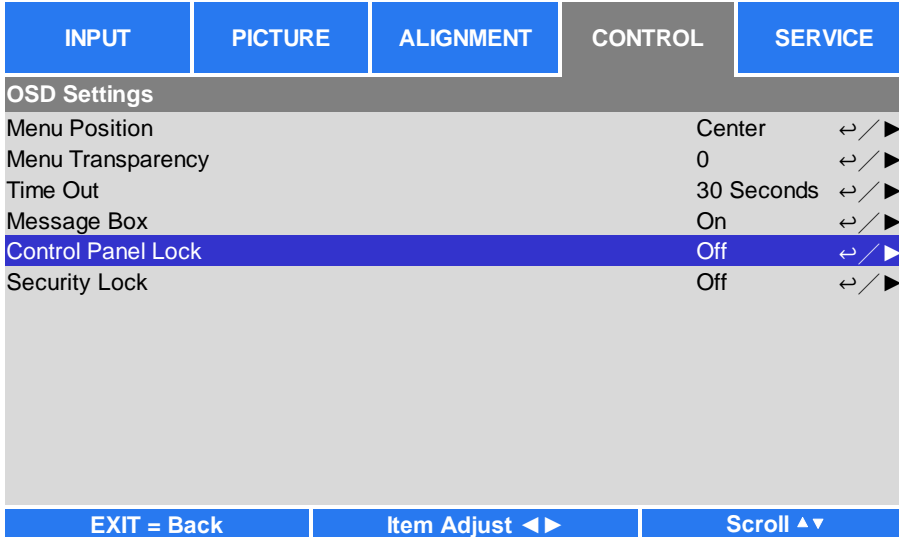 INPUT PICTURE ALIGNMENT CONTROL SERVICE
OSD Settings
Menu Position Center ↩／▶
Menu Transparency 0 ↩／▶
Time Out 30 Seconds ↩／▶
Message Box On ↩／▶
Control Panel Lock Off ↩／▶
Security Lock Off ↩／▶
EXIT = Back Item Adjust ◀▶ Scroll ▲▼